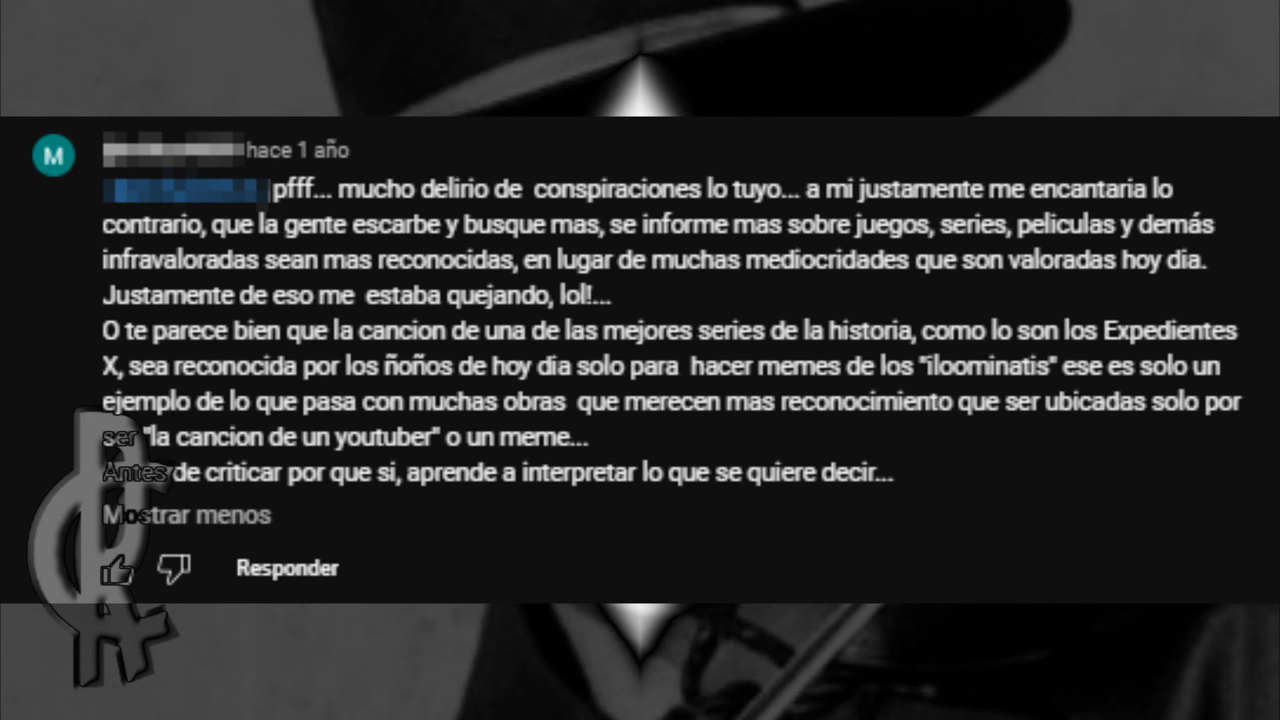 M
hace 1 año
pfff... mucho delirio de conspiraciones lo tuyo... a mi justamente me encantaria lo
contrario, que la gente escarbe y busque mas, se informe mas sobre juegos, series, peliculas y demás
infravaloradas sean mas reconocidas, en lugar de muchas mediocridades que son valoradas hoy dia.
Justamente de eso me estaba quejando, lol!...
O te parece bien que la cancion de una de las mejores series de la historia, como lo son los Expedientes
X, sea reconocida por los ñoños de hoy dia solo para hacer memes de los "iloominatis" ese es solo un
ejemplo de lo que pasa con muchas obras que merecen mas reconocimiento que ser ubicadas solo por
ser "la cancion de un youtuber" o un meme...
Antes de criticar por que si, aprende a interpretar lo que se quiere decir...
Mostrar menos
Responder